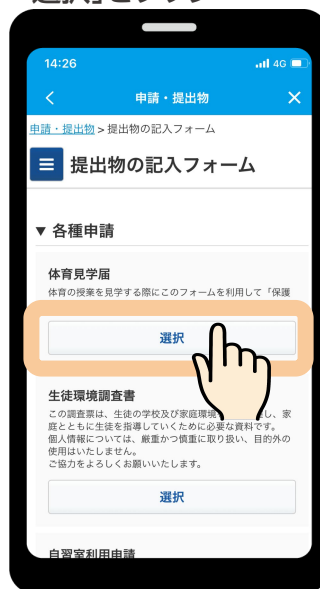 14:26
4G
申請・提出物
申請・提出物 > 提出物の記入フォーム
提出物の記入フォーム
▼ 各種申請
体育見学届
体育の授業を見学する際にこのフォームを利用して「保護
選択
生徒環境調査書
この調査票は、生徒の学校及び家庭環境
し、家
庭とともに生徒を指導していくために必要な資料です。
個人情報については、厳重かつ慎重に取り扱い、目的外の
使用はいたしません。
ご協力をよろしくお願いいたします。
選択
自習室利用申請